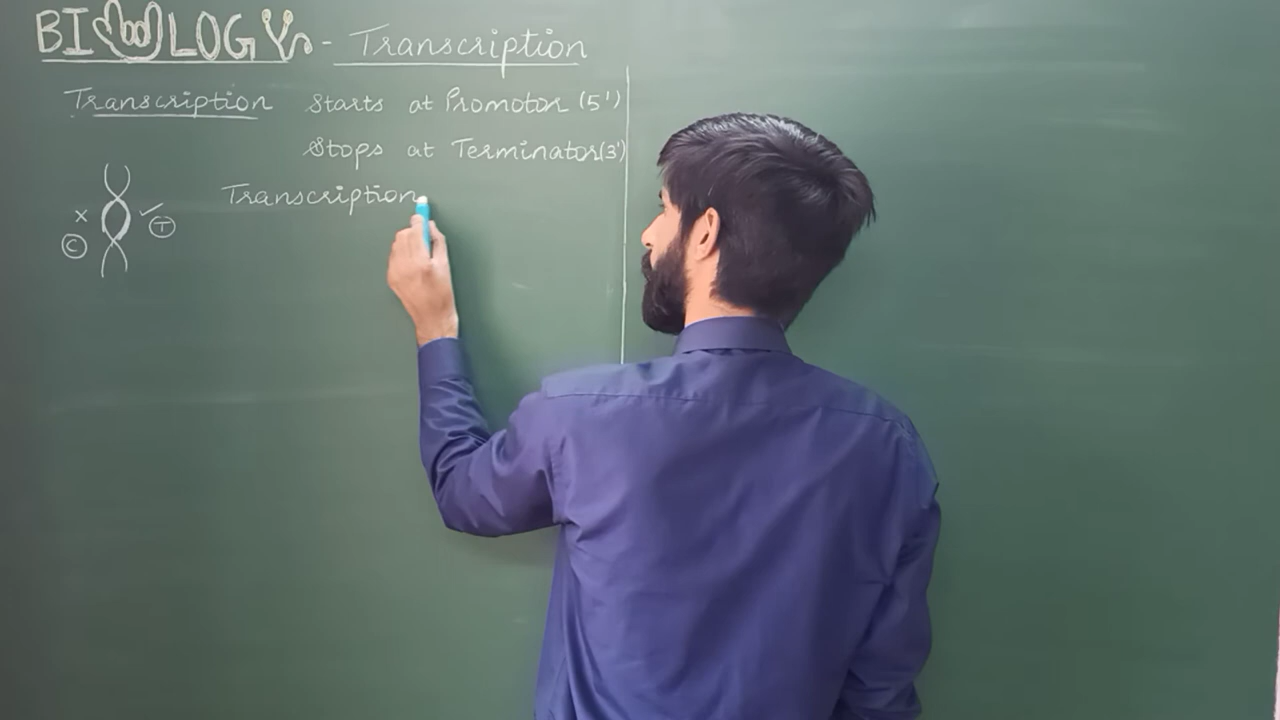 BIOLOGY - Transcription
Transcription starts at Promotor (5')
Stops at Terminator(3')
Transcription
x ✓ T
C